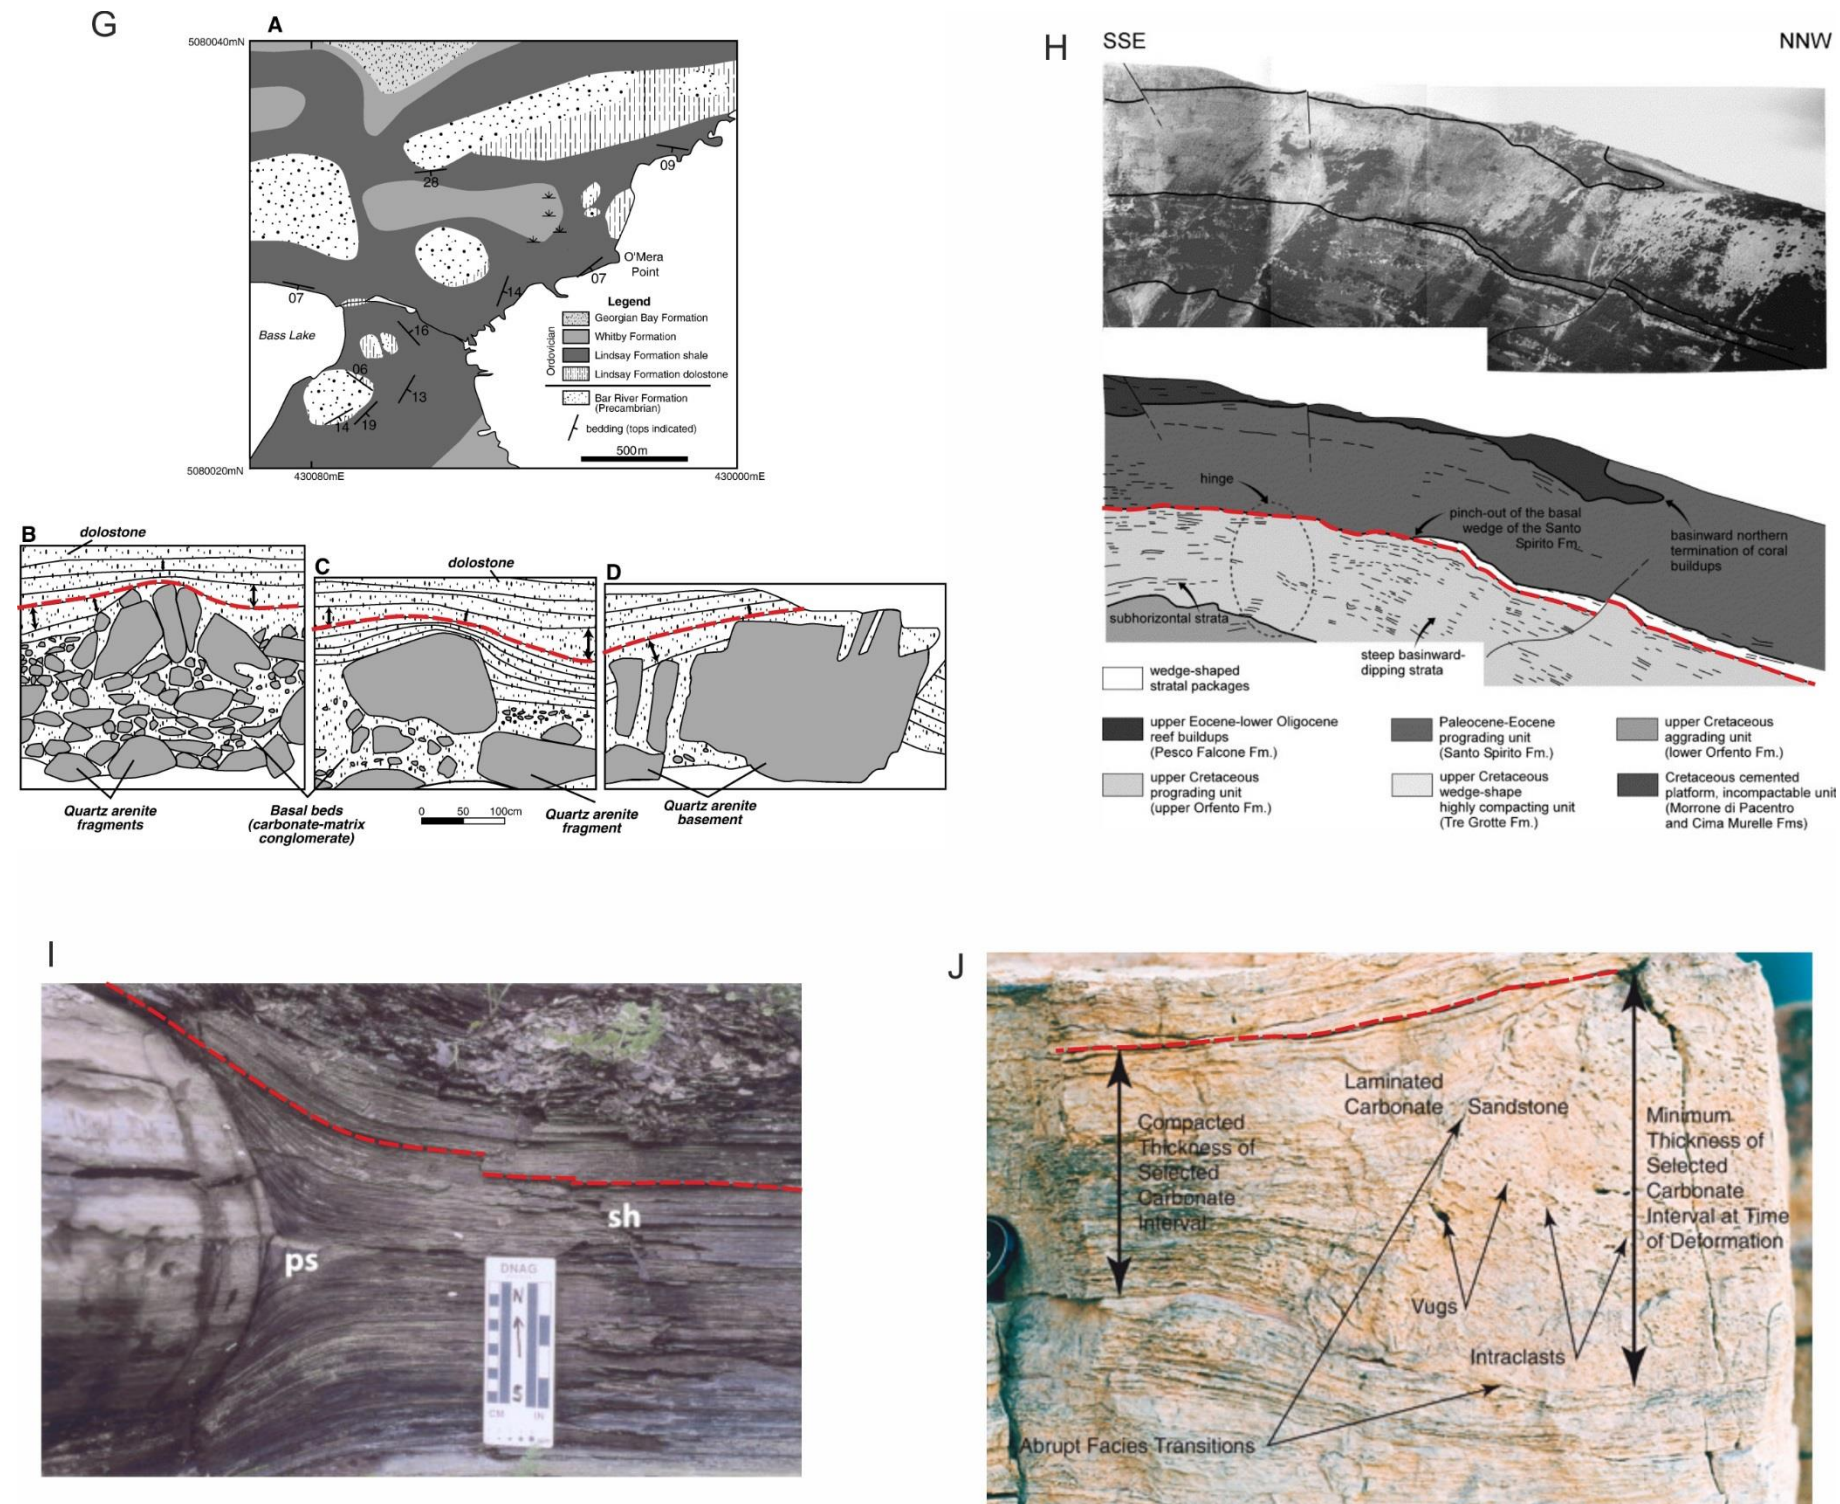 G
A
5080040mN
28
09
07
07
14
16
06
13
14
19
O'Mera
Point
Bass Lake
Legend
Ordovician
Georgian Bay Formation
Whitby Formation
Lindsay Formation shale
Lindsay Formation dolostone
Bar River Formation
(Precambrian)
bedding (tops indicated)
500m
5080020mN
430080mE
430000mE
B
dolostone
C
dolostone
D
Quartz arenite
fragments
Basal beds
(carbonate-matrix
conglomerate)
0 50 100cm
Quartz arenite
fragment
Quartz arenite
basement
H
SSE
NNW
hinge
pinch-out of the basal
wedge of the Santo
Spirito Fm.
basinward northern
termination of coral
buildups
subhorizontal strata
steep basinward-
dipping strata
wedge-shaped
stratal packages
upper Eocene-lower Oligocene
reef buildups
(Pesco Falcone Fm.)
Paleocene-Eocene
prograding unit
(Santo Spirito Fm.)
upper Cretaceous
aggrading unit
(lower Orfento Fm.)
upper Cretaceous
prograding unit
(upper Orfento Fm.)
upper Cretaceous
wedge-shape
highly compacting unit
(Tre Grotte Fm.)
Cretaceous cemented
platform, incompactable unit
(Morrone di Pacentro
and Cima Murelle Fms)
I
ps
sh
DNAG
N
S
CM IN
J
Laminated
Carbonate
Sandstone
Compacted
Thickness of
Selected
Carbonate
Interval
Minimum
Thickness of
Selected
Carbonate
Interval at Time
of Deformation
Vugs
Intraclasts
Abrupt Facies Transitions